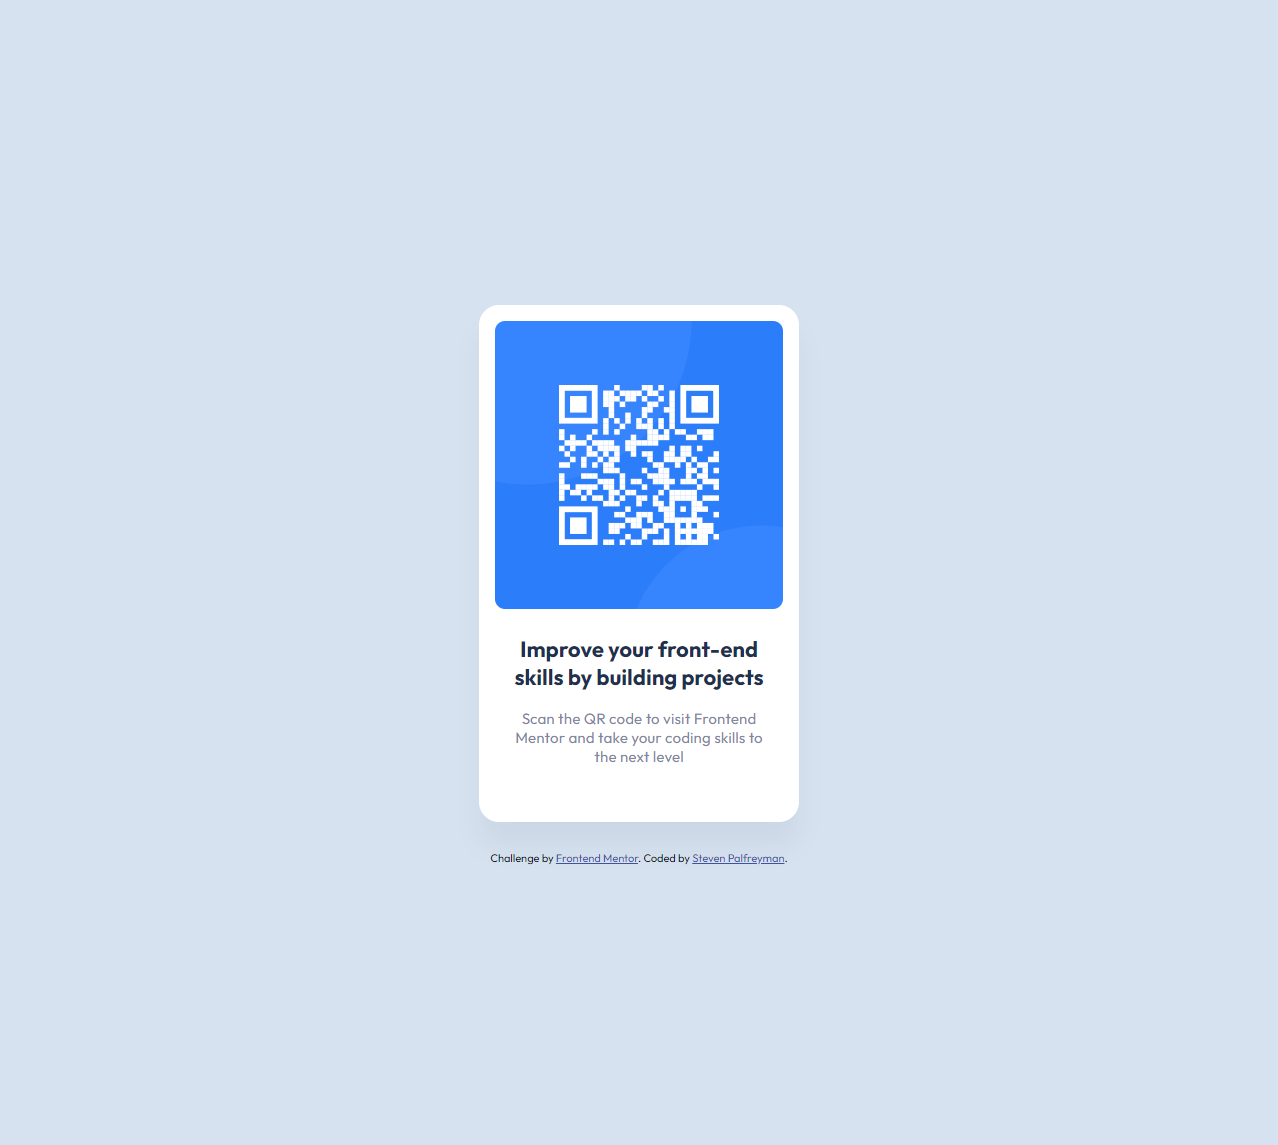 Improve your front-end
skills by building projects
Scan the QR code to visit Frontend
Mentor and take your coding skills to
the next level
Challenge by Frontend Mentor. Coded by Steven Palfreyman.